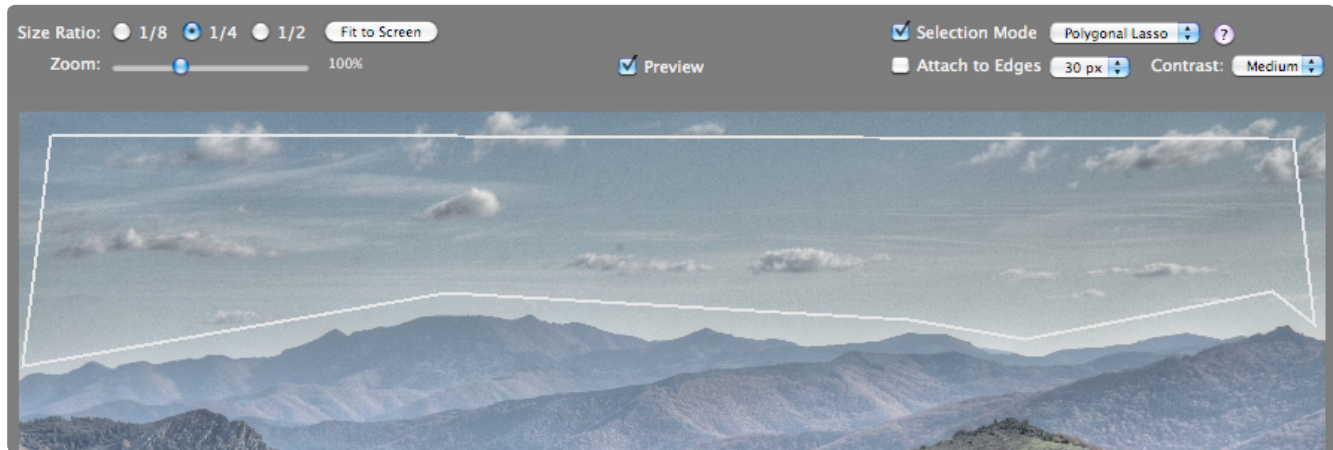 Size Ratio: 1/8 1/4 1/2 Fit to Screen
Selection Mode Polygonal Lasso ?
Zoom: 100%
Preview
Attach to Edges 30 px Contrast: Medium